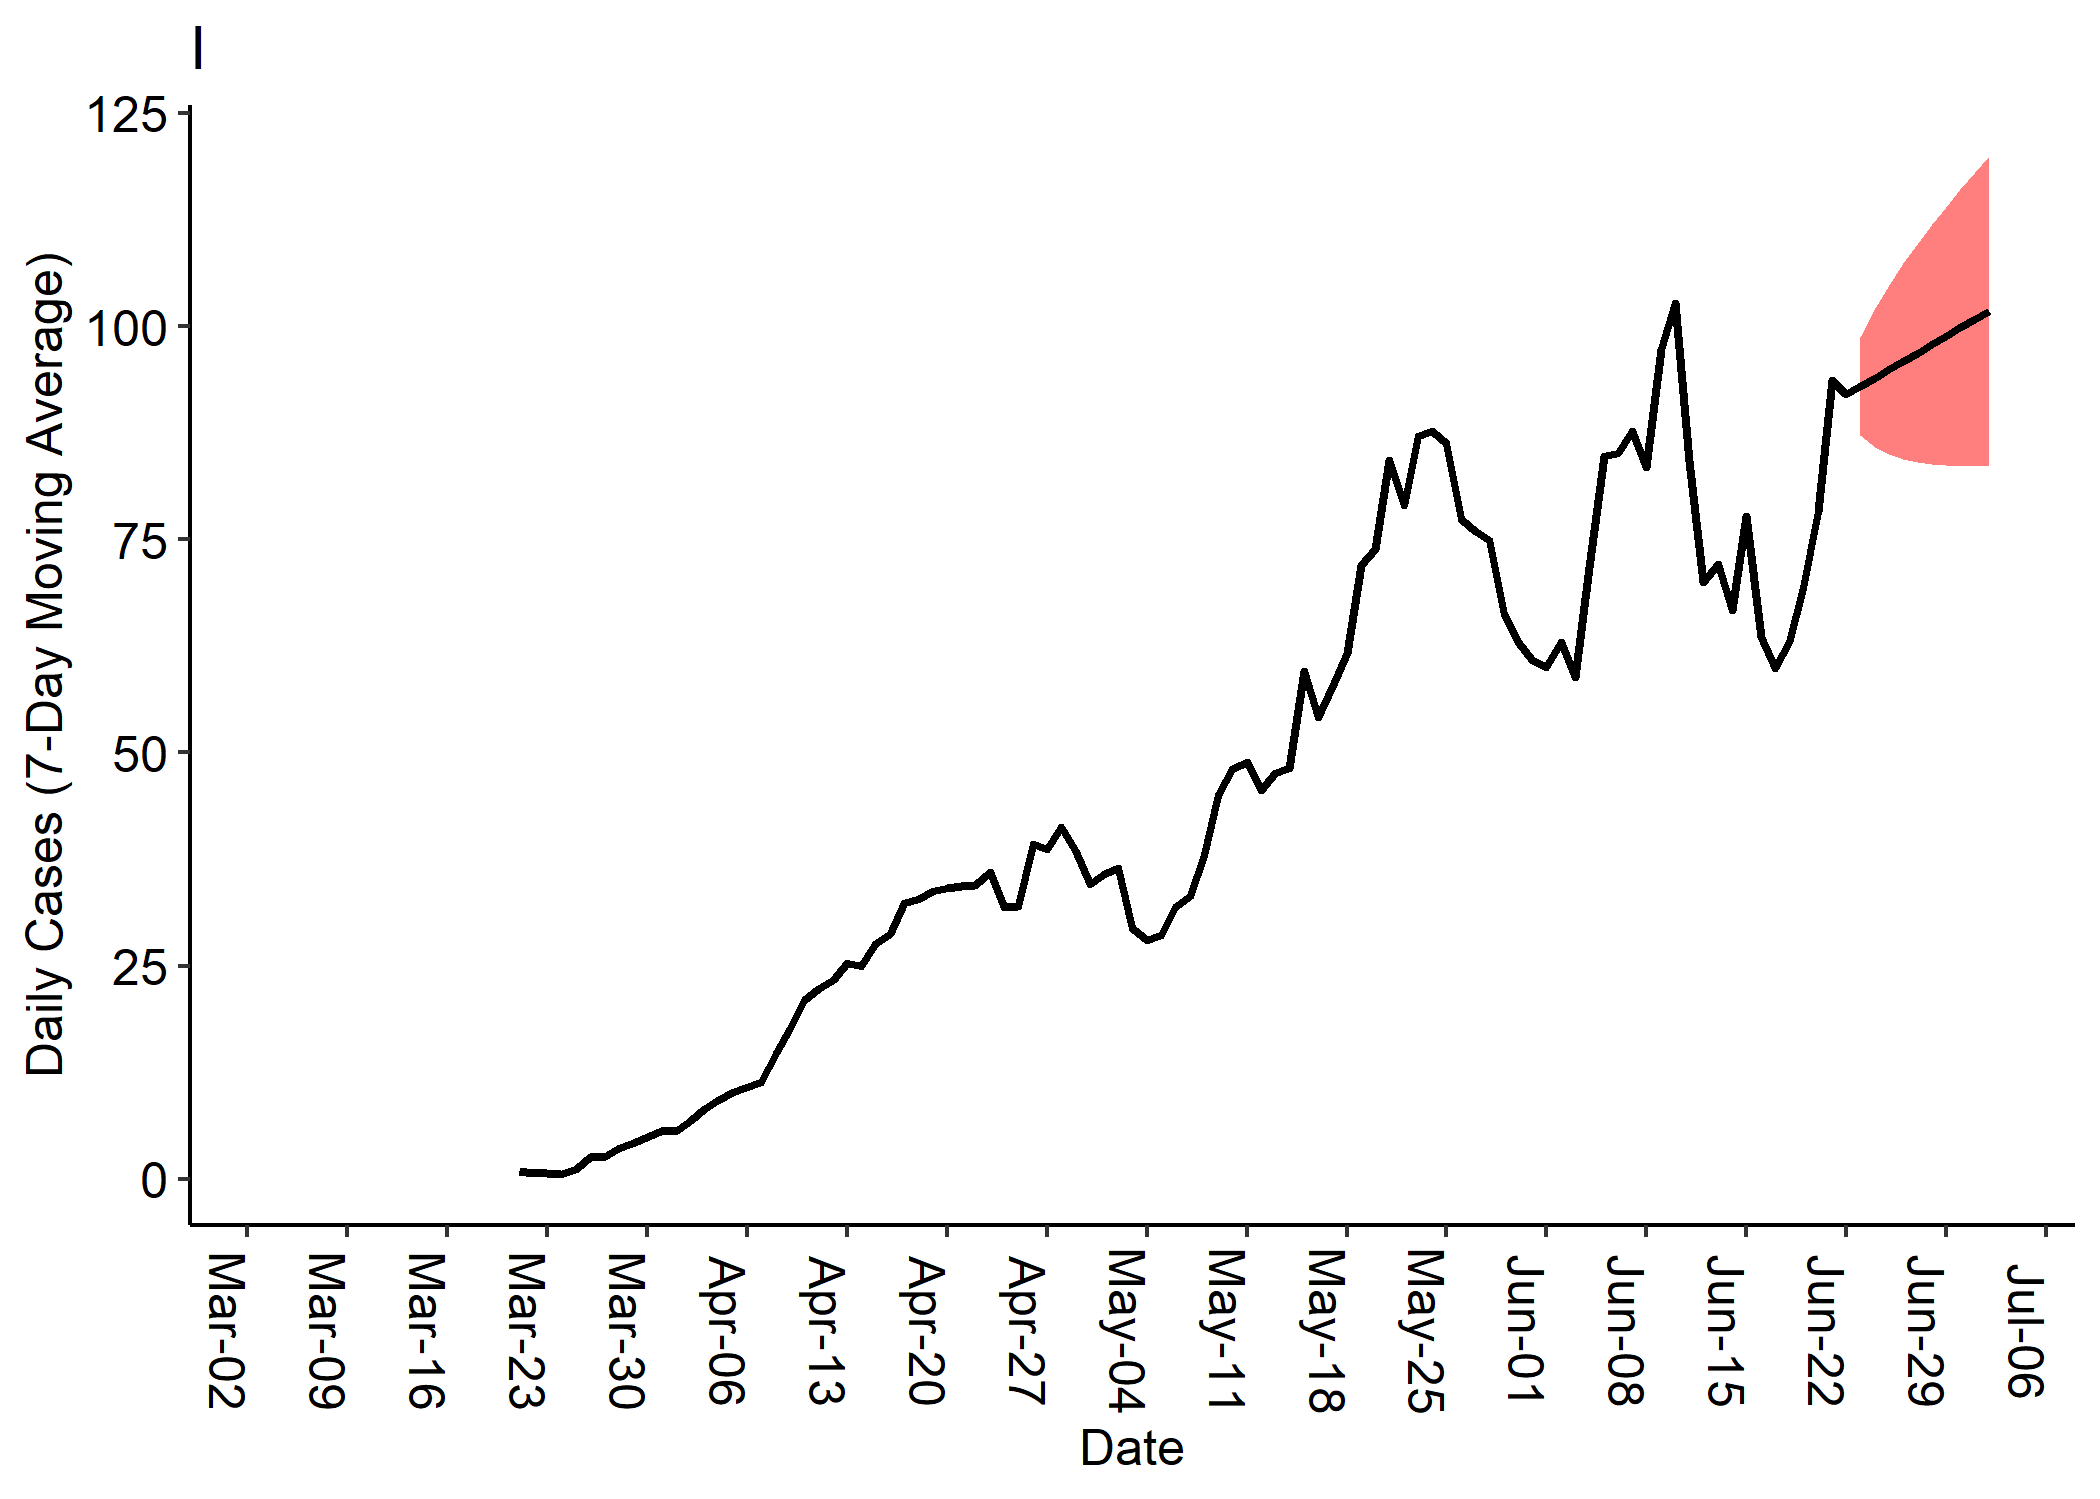 I
Daily Cases (7-Day Moving Average)
125
100
75
50
25
0
Mar-02
Mar-09
Mar-16
Mar-23
Mar-30
Apr-06
Apr-13
Apr-20
Apr-27
May-04
May-11
May-18
May-25
Jun-01
Jun-08
Jun-15
Jun-22
Jun-29
Jul-06
Date